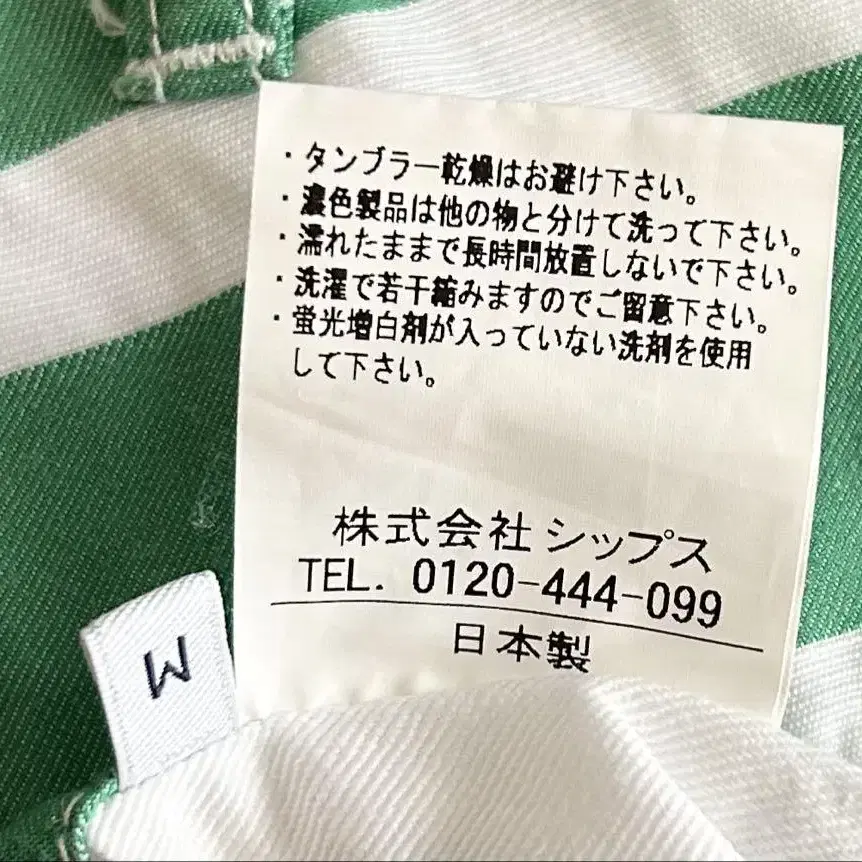 ・タンブラー乾燥はお避け下さい。
・濃色製品は他の物と分けて洗って下さい。
・濡れたままで長時間放置しないで下さい。
・洗濯で若干縮みますのでご留意下さい。
・蛍光増白剤が入っていない洗剤を使用
して下さい。
株式会社 シップス
TEL. 0120-444-099
日本製
M